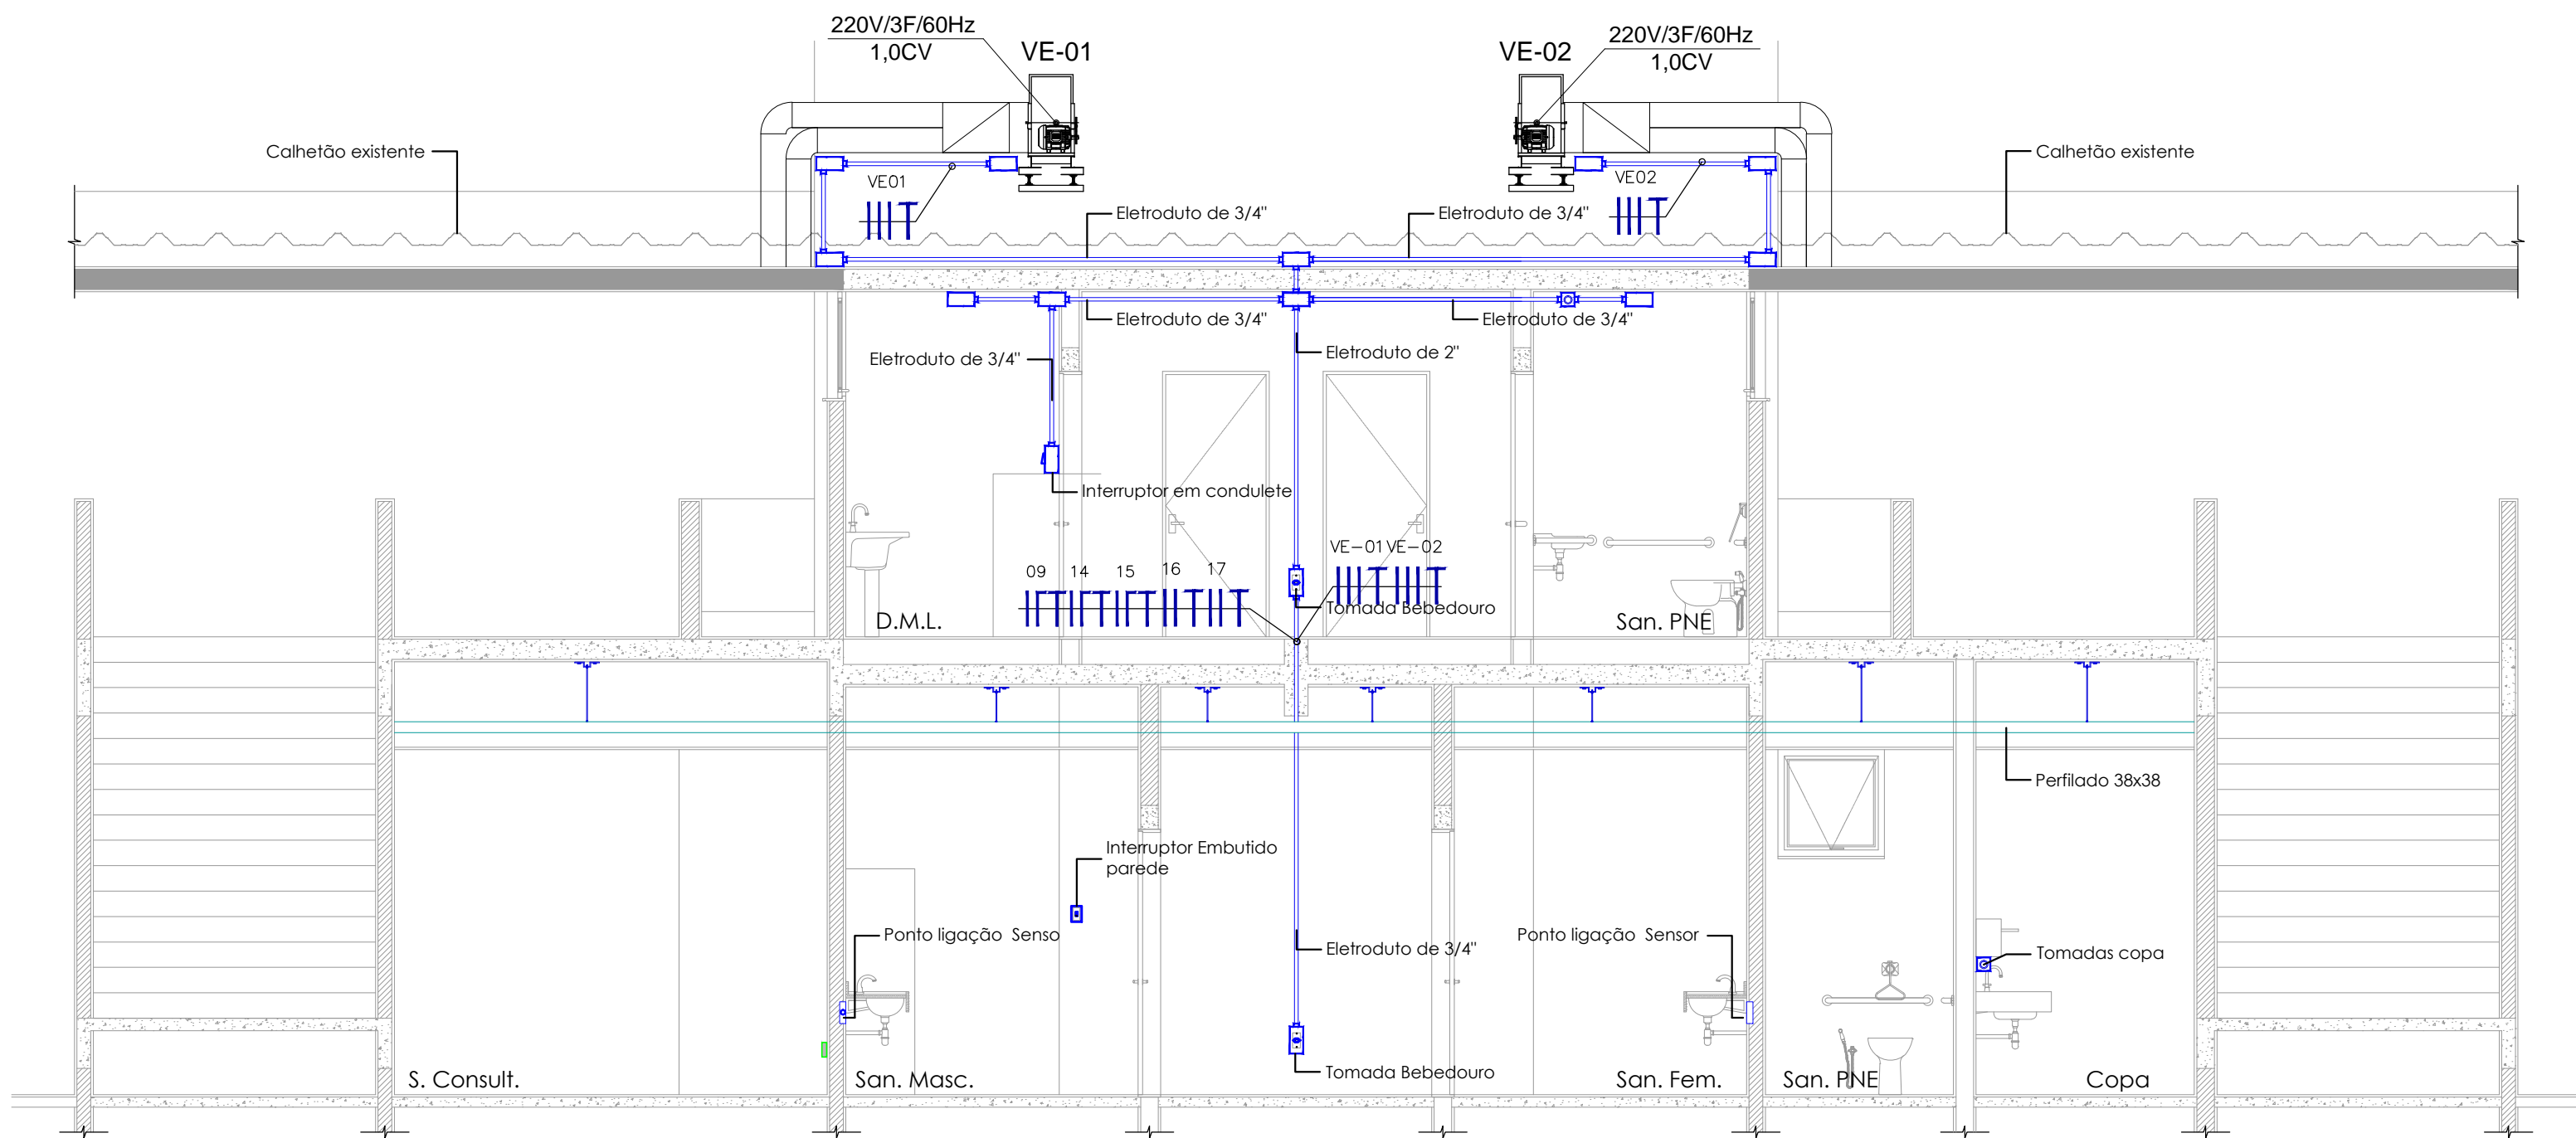 220V/3F/60Hz
1,0CV
VE-01
VE-02
220V/3F/60Hz
1,0CV
Calhetão existente
Calhetão existente
VE01
VE02
Eletroduto de 3/4"
Eletroduto de 3/4"
Eletroduto de 3/4"
Eletroduto de 3/4"
Eletroduto de 3/4"
Eletroduto de 2"
Interruptor em condulete
VE-01 VE-02
09 14 15 16 17
Tomada Bebedouro
D.M.L.
San. PNE
Perfilado 38x38
Interruptor Embutido
parede
Ponto ligação Senso
Eletroduto de 3/4"
Ponto ligação Sensor
Tomadas copa
Tomada Bebedouro
S. Consult.
San. Masc.
San. Fem.
San. PNE
Copa